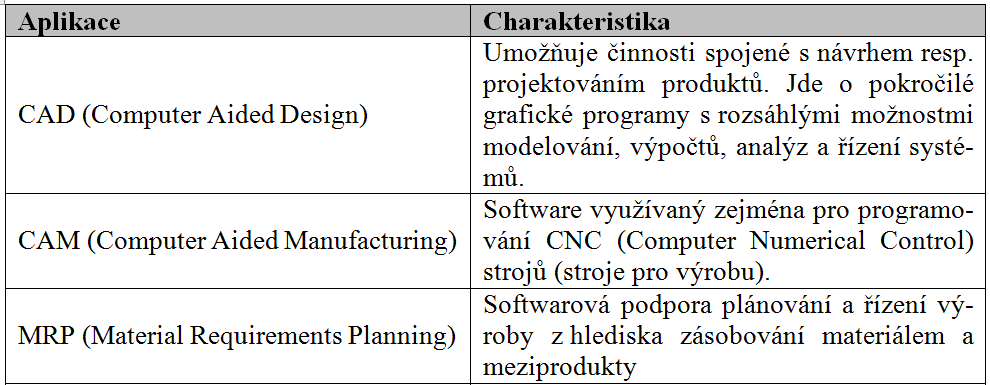 Aplikace
Charakteristika
CAD (Computer Aided Design)
Umožňuje činnosti spojené s návrhem resp.
projektováním produktů. Jde o pokročilé
grafické programy s rozsáhlými možnostmi
modelování, výpočtů, analýz a řízení systé-
mů.
CAM (Computer Aided Manufacturing)
Software využívaný zejména pro programo-
vání CNC (Computer Numerical Control)
strojů (stroje pro výrobu).
MRP (Material Requirements Planning)
Softwarová podpora plánování a řízení vý-
roby z hlediska zásobování materiálem a
meziprodukty